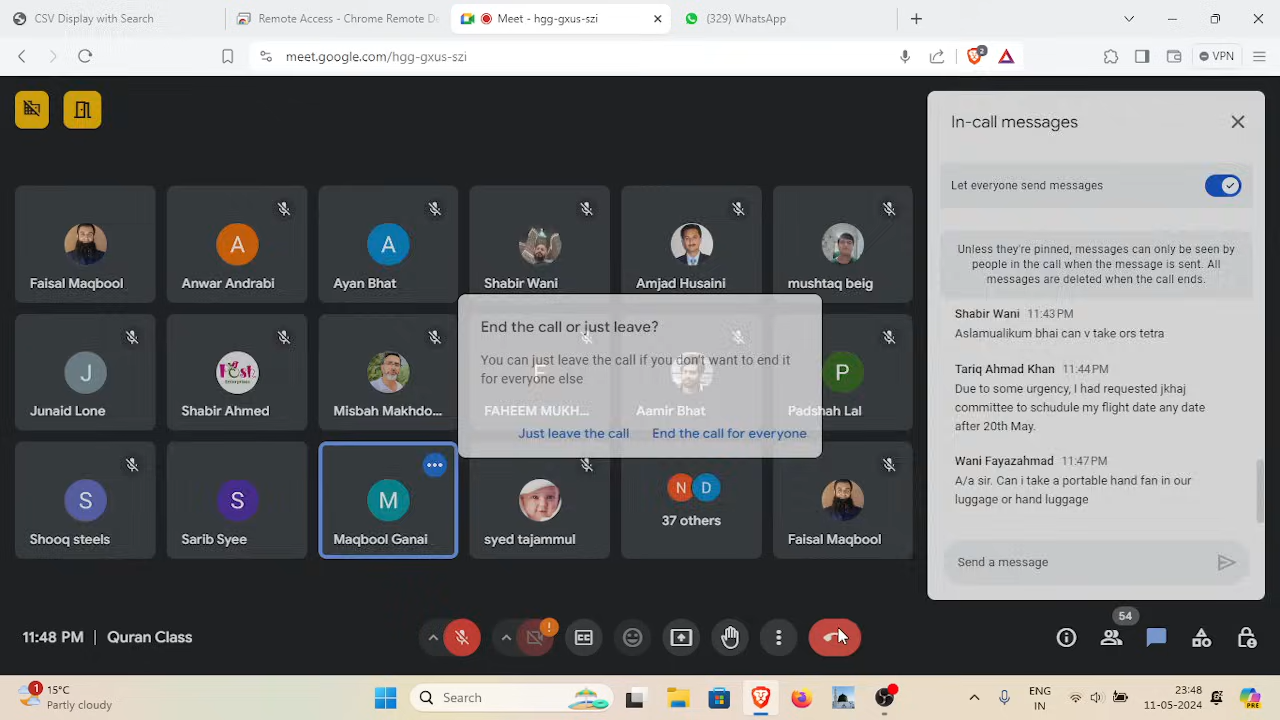 CSV Display with Search
Remote Access - Chrome Remote De
Meet - hgg-gxus-szi
(329) WhatsApp
meet.google.com/hgg-gxus-szi
2
VPN
In-call messages
Let everyone send messages
Unless they're pinned, messages can only be seen by
people in the call when the message is sent. All
messages are deleted when the call ends.
Shabir Wani 11:43 PM
Aslamualikum bhai can v take ors tetra
Tariq Ahmad Khan 11:44 PM
Due to some urgency, I had requested jkhaj
committee to schudule my flight date any date
after 20th May.
Wani Fayazahmad 11:47 PM
A/a sir. Can i take a portable hand fan in our
luggage or hand luggage
Send a message
Faisal Maqbool
A
Anwar Andrabi
A
Ayan Bhat
Shabir Wani
Amjad Husaini
mushtaq beig
End the call or just leave?
You can just leave the call if you don't want to end it
for everyone else
Just leave the call
End the call for everyone
J
Junaid Lone
Shabir Ahmed
Misbah Makhdo...
F
FAHEEM MUKH...
Aamir Bhat
P
Padshah Lal
S
Shooq steels
S
Sarib Syee
M
Maqbool Ganai
syed tajammul
N D
37 others
Faisal Maqbool
11:48 PM | Quran Class
54
1
15°C
Partly cloudy
Search
ENG
IN
23:48
11-05-2024
PRE